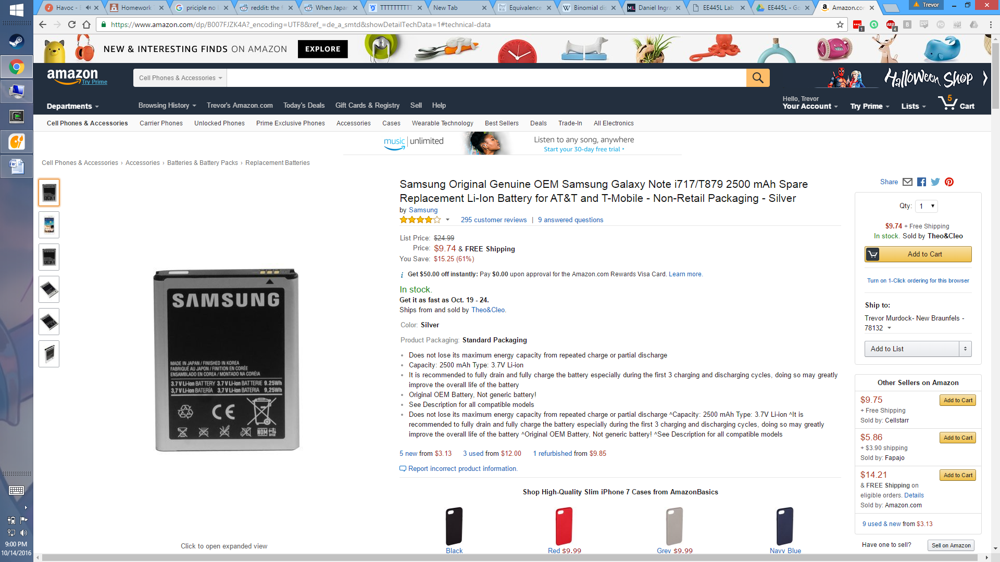 Havoc - E
Homework
priciple no
reddit: the f
When Japan
TTTTTTTTTT
New Tab
Equivalence
Binomial dis
Daniel Ingra
EE445L Lab
EE445L - Go
Amazon.co
Trevor
https://www.amazon.com/dp/B007FJZK4A?_encoding=UTF8&ref_=de_a_smtd&showDetailTechData=1#technical-data
NEW & INTERESTING FINDS ON AMAZON EXPLORE
amazon
Try Prime
Cell Phones & Accessories
Halloween Shop
Departments
Browsing History
Trevor's Amazon.com
Today's Deals
Gift Cards & Registry
Sell
Help
Hello, Trevor
Your Account
Try Prime
Lists
5
Cart
Cell Phones & Accessories
Carrier Phones
Unlocked Phones
Prime Exclusive Phones
Accessories
Cases
Wearable Technology
Best Sellers
Deals
Trade-In
All Electronics
music unlimited
Listen to any song, anywhere
Start your 30-day free trial
Cell Phones & Accessories › Accessories › Batteries & Battery Packs › Replacement Batteries
Samsung Original Genuine OEM Samsung Galaxy Note i717/T879 2500 mAh Spare
Replacement Li-Ion Battery for AT&T and T-Mobile - Non-Retail Packaging - Silver
by Samsung
295 customer reviews | 9 answered questions
List Price: $24.99
Price: $9.74 & FREE Shipping
You Save: $15.25 (61%)
Get $50.00 off instantly: Pay $0.00 upon approval for the Amazon.com Rewards Visa Card. Learn more.
In stock.
Get it as fast as Oct. 19 - 24.
Ships from and sold by Theo&Cleo.
Color: Silver
Product Packaging: Standard Packaging
Does not lose its maximum energy capacity from repeated charge or partial discharge
Capacity: 2500 mAh Type: 3.7V Li-ion
It is recommended to fully drain and fully charge the battery especially during the first 3 charging and discharging cycles, doing so may greatly
improve the overall life of the battery
Original OEM Battery, Not generic battery!
See Description for all compatible models
Does not lose its maximum energy capacity from repeated charge or partial discharge ^Capacity: 2500 mAh Type: 3.7V Li-ion ^It is
recommended to fully drain and fully charge the battery especially during the first 3 charging and discharging cycles, doing so may greatly
improve the overall life of the battery ^Original OEM Battery, Not generic battery! ^See Description for all compatible models
5 new from $3.13
3 used from $12.00
1 refurbished from $9.85
Report incorrect product information.
Shop High-Quality Slim iPhone 7 Cases from AmazonBasics
Black
Red $9.99
Grey $9.99
Navy Blue
SAMSUNG
MADE IN JAPAN / FINISHED IN KOREA
FABRIQUÉ AU JAPON / FINITION EN CORÉE
ENSAMBLADO EN COREA / MONTADO NA CORÉIA
3.7 V Li-ion BATTERY 3.7 V Li-ion BATTERIE 9.25Wh
3,7 V Li-ion BATERÍA 3,7 V Li-ion BATERIA 9,25Wh
CE
NOM
Click to open expanded view
Share
Qty: 1
$9.74 + Free Shipping
In stock. Sold by Theo&Cleo
Add to Cart
Turn on 1-Click ordering for this browser
Ship to:
Trevor Murdock- New Braunfels -
78132
Add to List
Other Sellers on Amazon
$9.75
Add to Cart
+ Free Shipping
Sold by: Cellstarr
$5.86
Add to Cart
+ $3.90 shipping
Sold by: Fapajo
$14.21
Add to Cart
& FREE Shipping on
eligible orders. Details
Sold by: Amazon.com
9 used & new from $3.13
Have one to sell?
Sell on Amazon
9:00 PM
10/14/2016